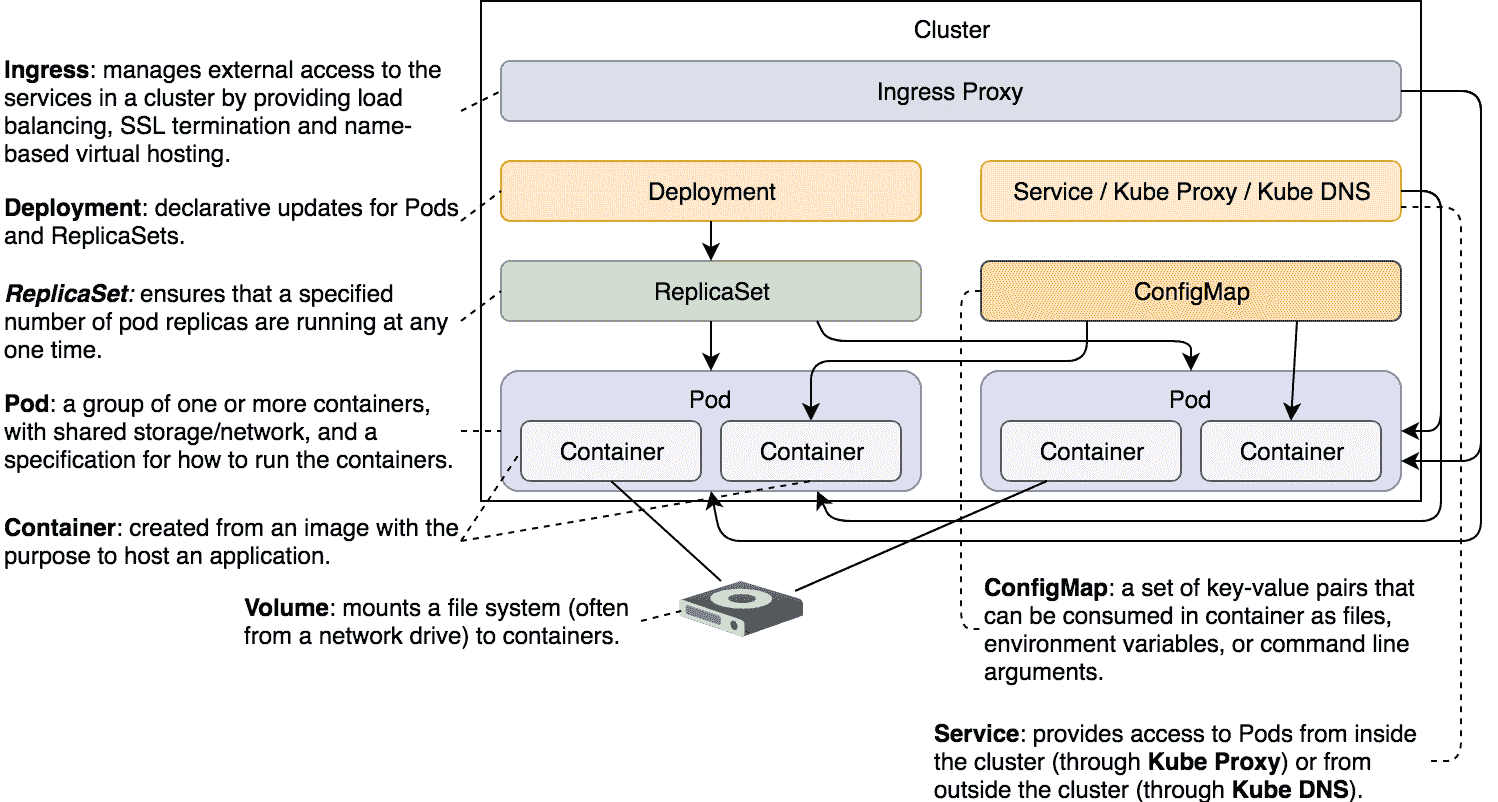 Cluster
Ingress: manages external access to the
services in a cluster by providing load
balancing, SSL termination and name-
based virtual hosting.
Ingress Proxy
Deployment: declarative updates for Pods
and ReplicaSets.
Deployment
Service / Kube Proxy / Kube DNS
ReplicaSet: ensures that a specified
number of pod replicas are running at any
one time.
ReplicaSet
ConfigMap
Pod: a group of one or more containers,
with shared storage/network, and a
specification for how to run the containers.
Pod
Container
Container
Pod
Container
Container
Container: created from an image with the
purpose to host an application.
Volume: mounts a file system (often
from a network drive) to containers.
ConfigMap: a set of key-value pairs that
can be consumed in container as files,
environment variables, or command line
arguments.
Service: provides access to Pods from inside
the cluster (through Kube Proxy) or from
outside the cluster (through Kube DNS).